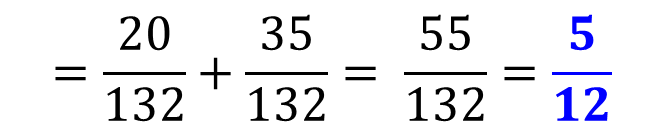 = 20/132 + 35/132 = 55/132 = 5/12